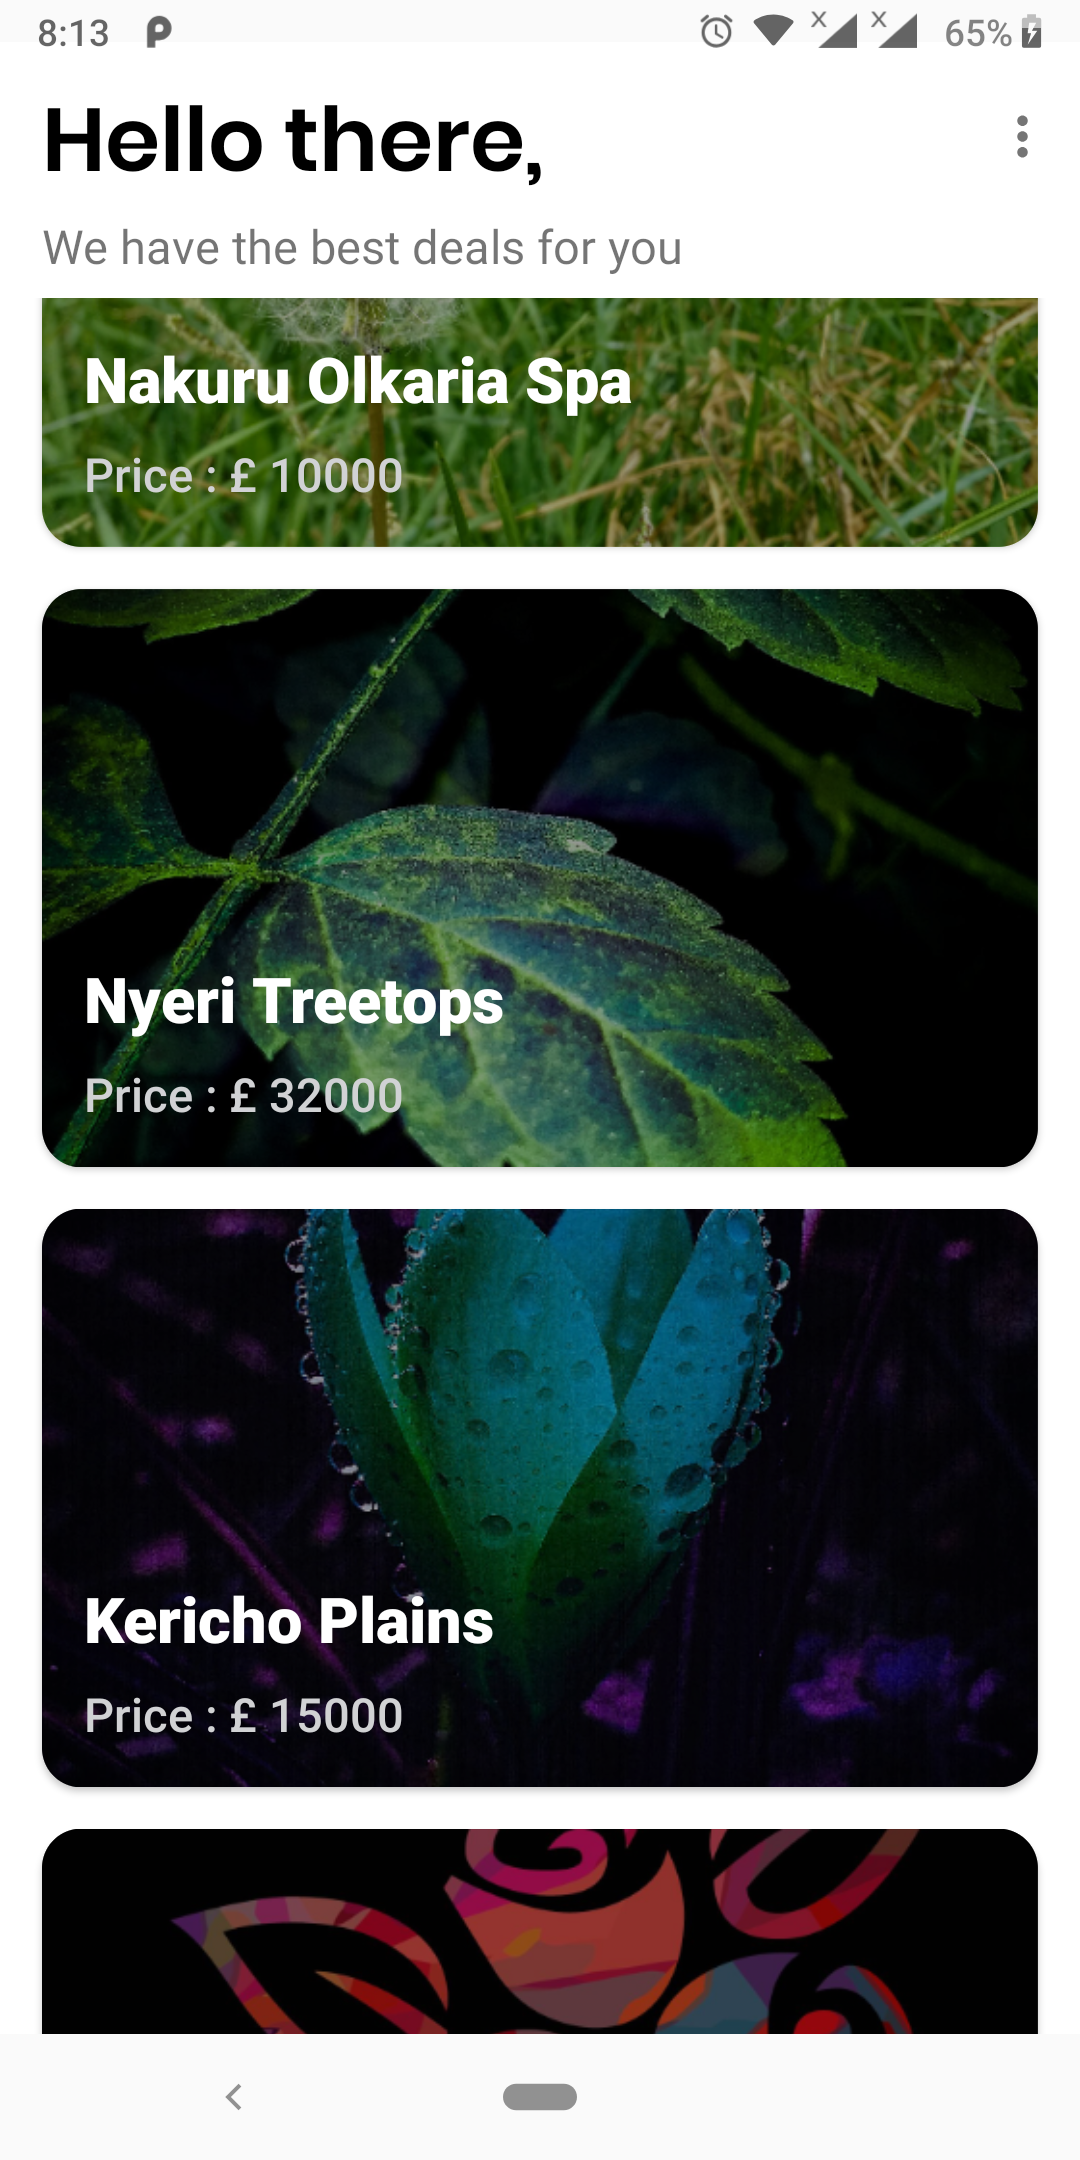 8:13
65%
Hello there,
We have the best deals for you
Nakuru Olkaria Spa
Price : £ 10000
Nyeri Treetops
Price : £ 32000
Kericho Plains
Price : £ 15000